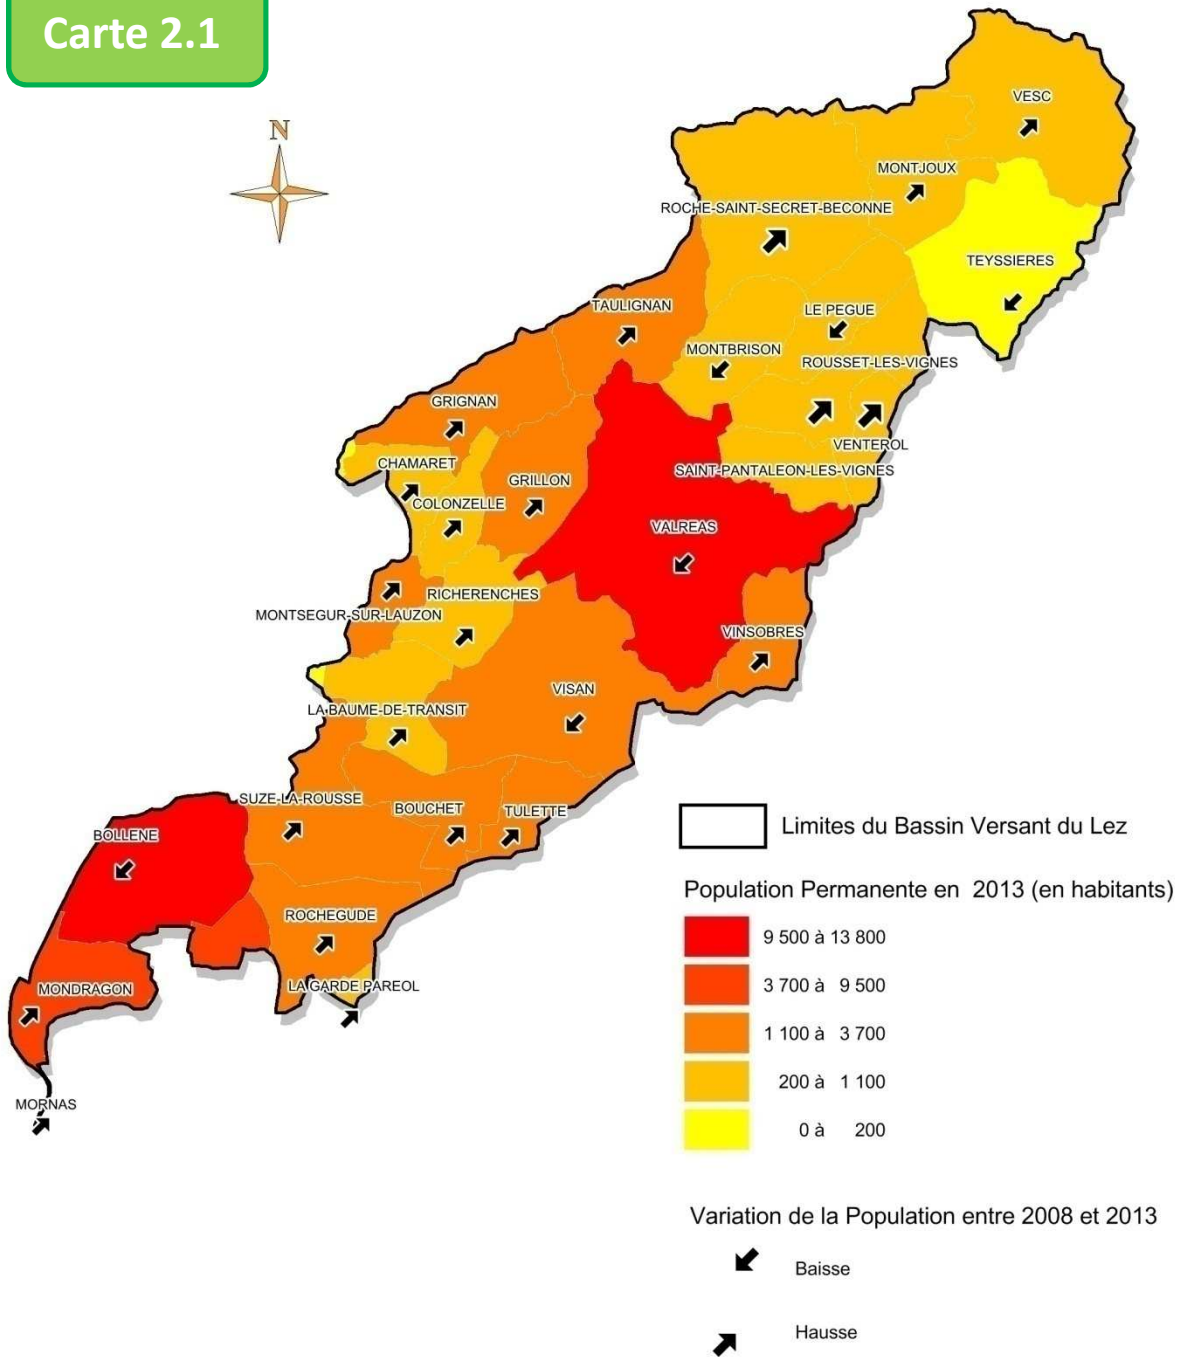 Carte 2.1
N
VESC
MONTJOUX
ROCHE-SAINT-SECRET-BECONNE
TEYSSIERES
TAULIGNAN
LE PEGUE
MONTBRISON
ROUSSET-LES-VIGNES
GRIGNAN
VENTEROL
CHAMARET
SAINT-PANTALEON-LES-VIGNES
GRILLON
COLONZELLE
VALREAS
RICHERENCHES
MONTSEGUR-SUR-LAUZON
VINSOBRES
VISAN
LA BAUME-DE-TRANSIT
SUZE-LA-ROUSSE
BOUCHET
TULETTE
BOLLENE
ROCHEGUDE
LA GARDE PAREOL
MONDRAGON
MORNAS
Limites du Bassin Versant du Lez
Population Permanente en 2013 (en habitants)
9 500 à 13 800
3 700 à 9 500
1 100 à 3 700
200 à 1 100
0 à 200
Variation de la Population entre 2008 et 2013
Baisse
Hausse